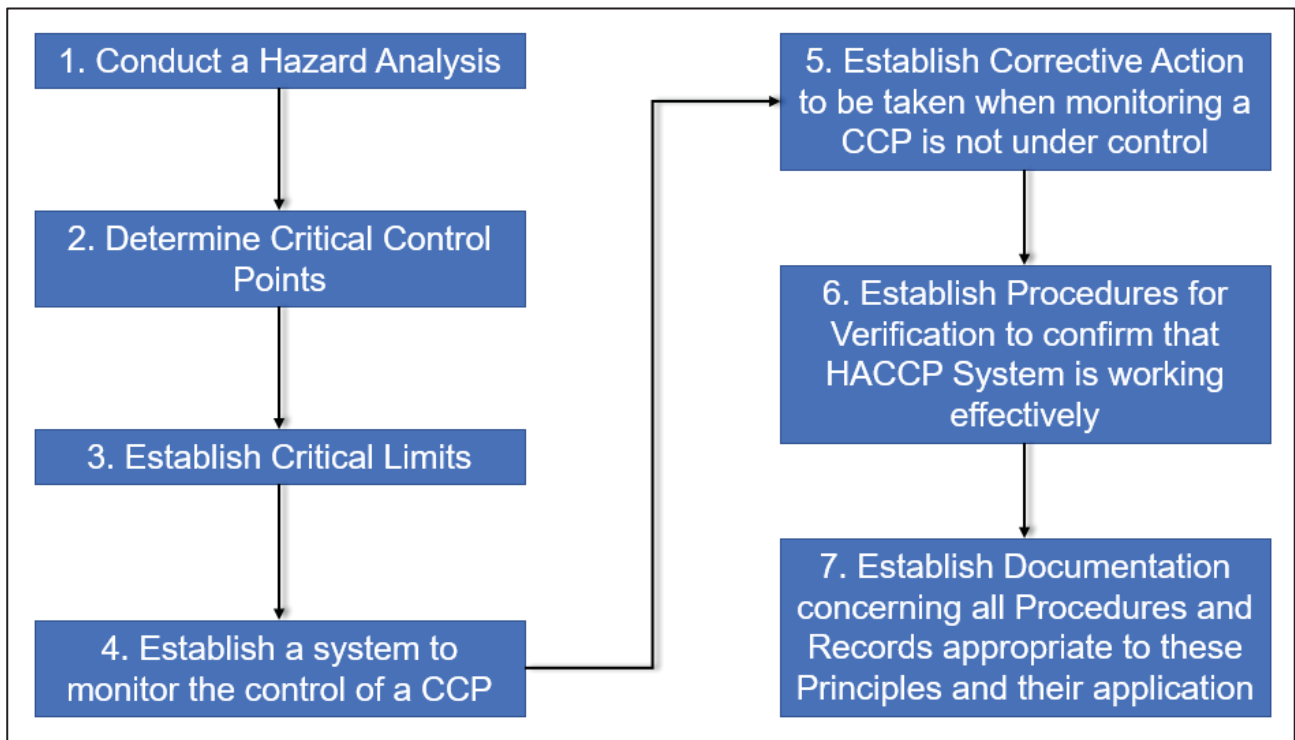 1. Conduct a Hazard Analysis
2. Determine Critical Control
Points
3. Establish Critical Limits
4. Establish a system to
monitor the control of a CCP
5. Establish Corrective Action
to be taken when monitoring a
CCP is not under control
6. Establish Procedures for
Verification to confirm that
HACCP System is working
effectively
7. Establish Documentation
concerning all Procedures and
Records appropriate to these
Principles and their application